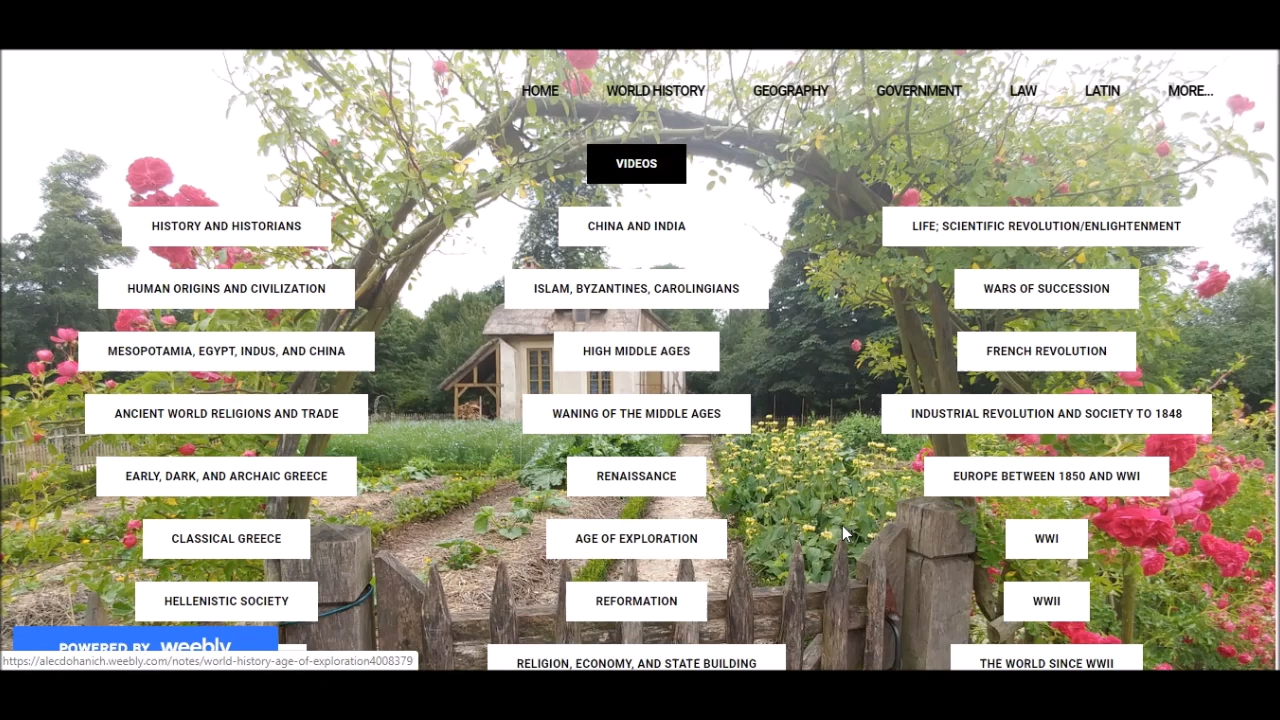 HOME WORLD HISTORY GEOGRAPHY GOVERNMENT LAW LATIN MORE...
VIDEOS
HISTORY AND HISTORIANS
CHINA AND INDIA
LIFE; SCIENTIFIC REVOLUTION/ENLIGHTENMENT
HUMAN ORIGINS AND CIVILIZATION
ISLAM, BYZANTINES, CAROLINGIANS
WARS OF SUCCESSION
MESOPOTAMIA, EGYPT, INDUS, AND CHINA
HIGH MIDDLE AGES
FRENCH REVOLUTION
ANCIENT WORLD RELIGIONS AND TRADE
WANING OF THE MIDDLE AGES
INDUSTRIAL REVOLUTION AND SOCIETY TO 1848
EARLY, DARK, AND ARCHAIC GREECE
RENAISSANCE
EUROPE BETWEEN 1850 AND WWI
CLASSICAL GREECE
AGE OF EXPLORATION
WWI
HELLENISTIC SOCIETY
REFORMATION
WWII
POWERED BY weebly
RELIGION, ECONOMY, AND STATE BUILDING
THE WORLD SINCE WWII
https://alecdohanich.weebly.com/notes/world-history-age-of-exploration4008379